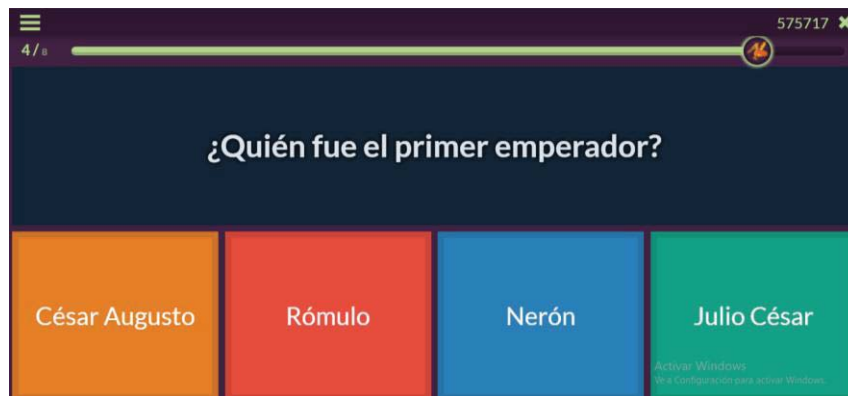 575717 ✖
4/8
¿Quién fue el primer emperador?
César Augusto
Rómulo
Nerón
Julio César
Activar Windows
Ve a Configuración para activar Windows.